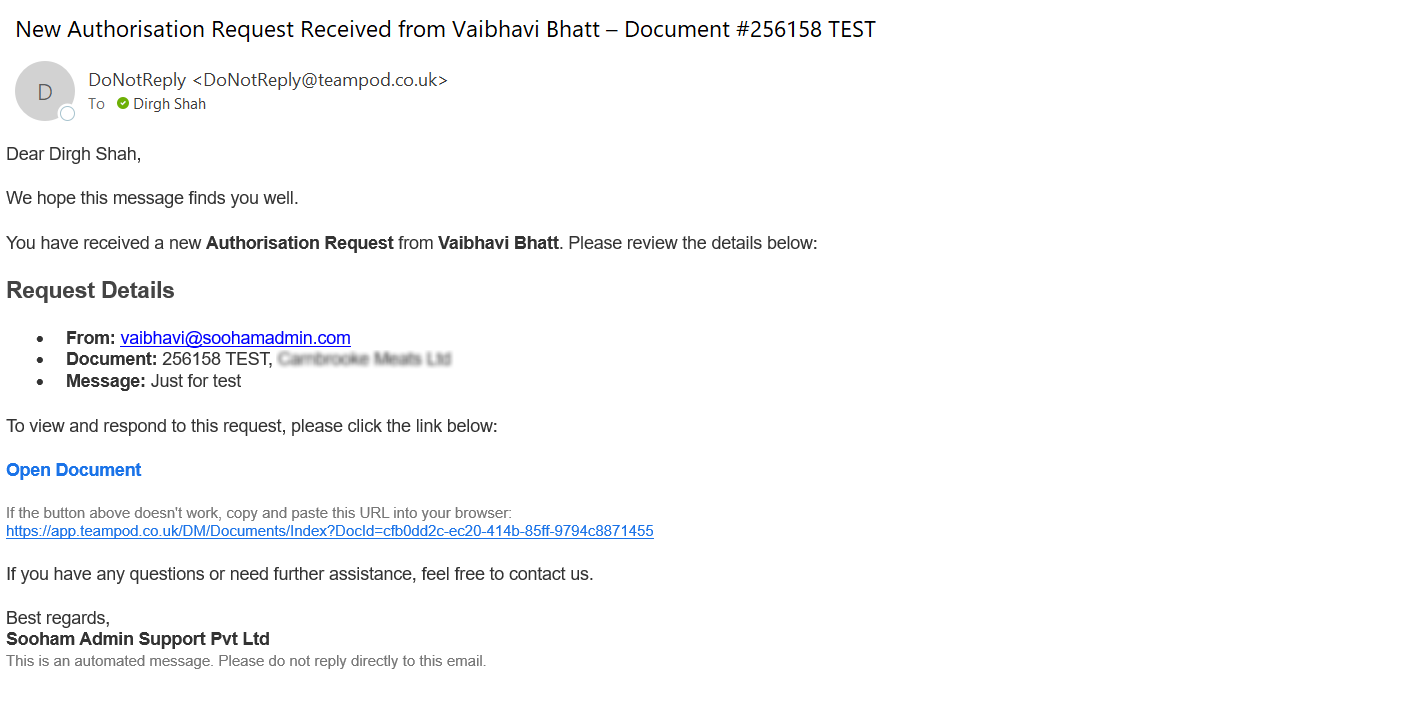 New Authorisation Request Received from Vaibhavi Bhatt – Document #256158 TEST
D
DoNotReply <DoNotReply@teampod.co.uk>
To Dirgh Shah
Dear Dirgh Shah,
We hope this message finds you well.
You have received a new Authorisation Request from Vaibhavi Bhatt. Please review the details below:
Request Details
• From: vaibhavi@soohamadmin.com
• Document: 256158 TEST,
• Message: Just for test
To view and respond to this request, please click the link below:
Open Document
If the button above doesn't work, copy and paste this URL into your browser:
https://app.teampod.co.uk/DM/Documents/Index?DocId=cfb0dd2c-ec20-414b-85ff-9794c8871455
If you have any questions or need further assistance, feel free to contact us.
Best regards,
Sooham Admin Support Pvt Ltd
This is an automated message. Please do not reply directly to this email.